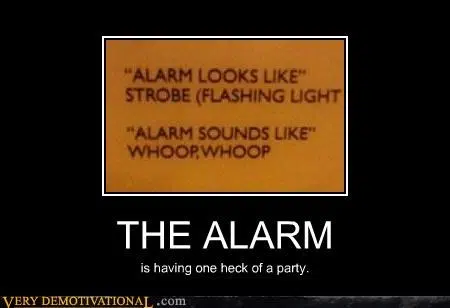 "ALARM LOOKS LIKE"
STROBE (FLASHING LIGHT
"ALARM SOUNDS LIKE"
WHOOP, WHOOP
THE ALARM
is having one heck of a party.
VERY DEMOTIVATIONAL.com